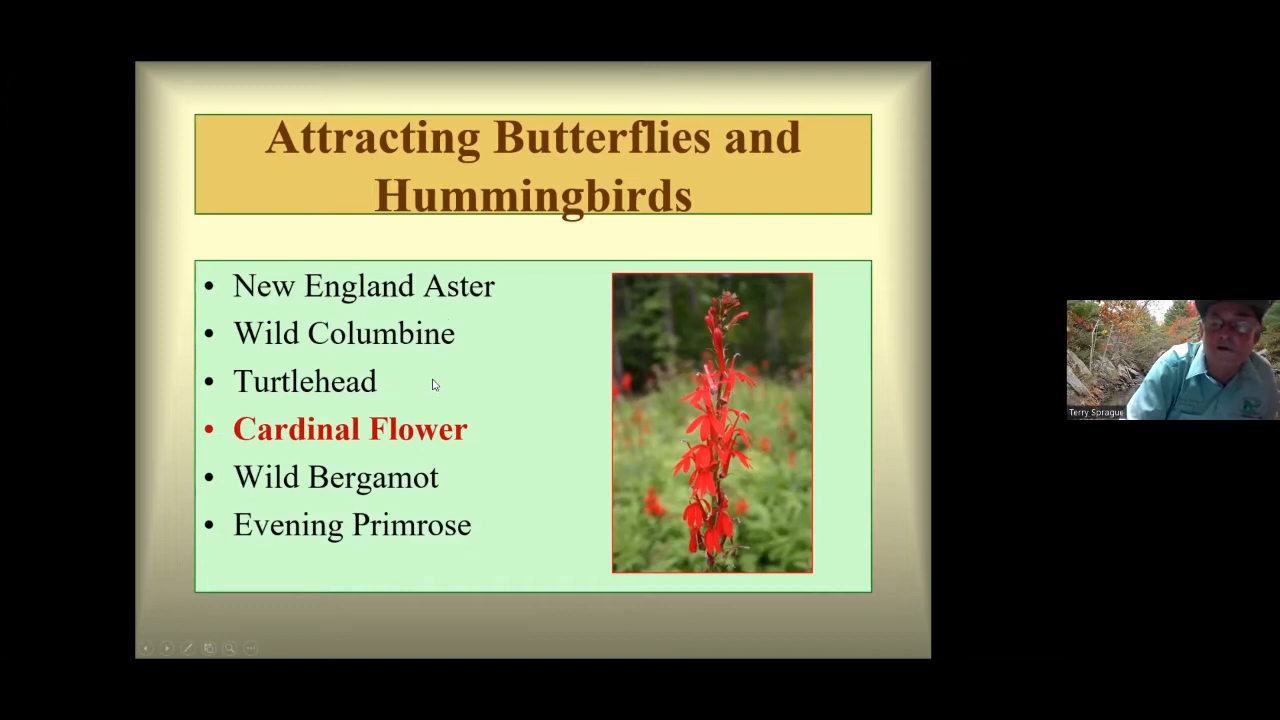 Attracting Butterflies and
Hummingbirds
• New England Aster
• Wild Columbine
• Turtlehead
• Cardinal Flower
• Wild Bergamot
• Evening Primrose
Terry Sprague